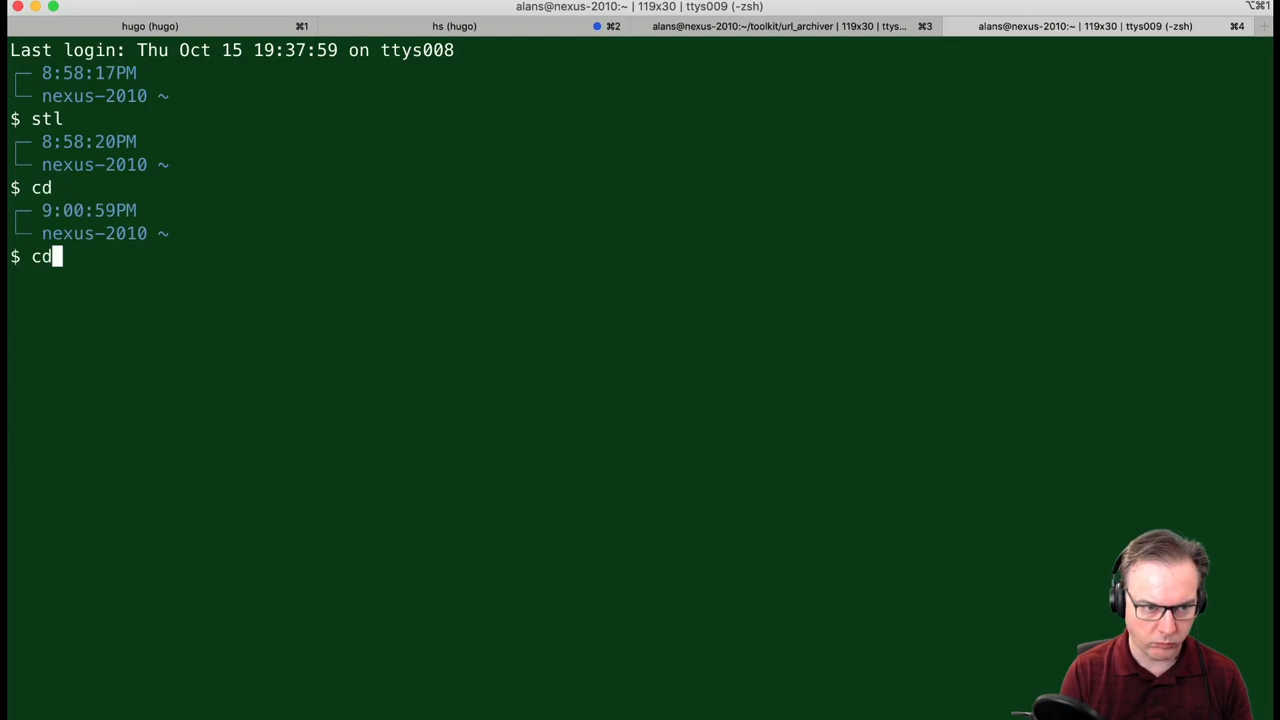 alans@nexus-2010:~ | 119x30 | ttys009 (-zsh)
⌥⌘1
hugo (hugo) ⌘1
hs (hugo) ⌘2
alans@nexus-2010:~/toolkit/url_archiver | 119x30 | ttys... ⌘3
alans@nexus-2010:~ | 119x30 | ttys009 (-zsh) ⌘4
Last login: Thu Oct 15 19:37:59 on ttys008
8:58:17PM
nexus-2010 ~
$ stl
8:58:20PM
nexus-2010 ~
$ cd
9:00:59PM
nexus-2010 ~
$ cd